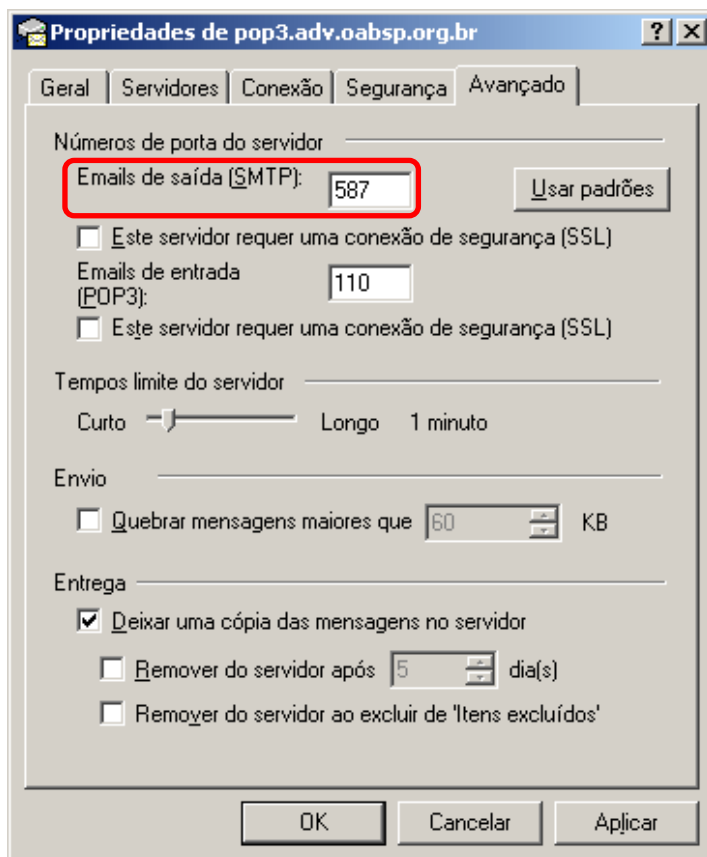 Propriedades de pop3.adv.oabsp.org.br
Geral Servidores Conexão Segurança Avançado
Números de porta do servidor
Emails de saída (SMTP): 587 Usar padrões
Este servidor requer uma conexão de segurança (SSL)
Emails de entrada
(POP3): 110
Este servidor requer uma conexão de segurança (SSL)
Tempos limite do servidor
Curto Longo 1 minuto
Envio
Quebrar mensagens maiores que 60 KB
Entrega
Deixar uma cópia das mensagens no servidor
Remover do servidor após 5 dia(s)
Remover do servidor ao excluir de 'Itens excluídos'
OK Cancelar Aplicar